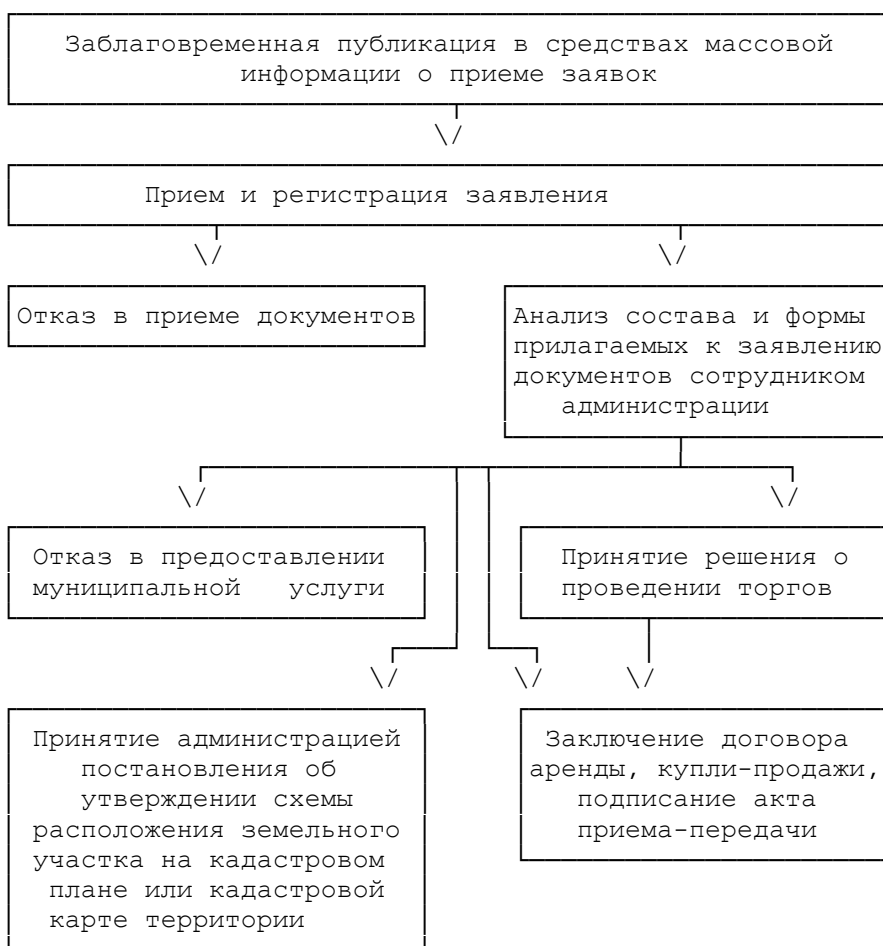 Заблаговременная публикация в средствах массовой
информации о приеме заявок
Прием и регистрация заявления
Отказ в приеме документов
Анализ состава и формы
прилагаемых к заявлению
документов сотрудником
администрации
Отказ в предоставлении
муниципальной услуги
Принятие решения о
проведении торгов
Принятие администрацией
постановления об
утверждении схемы
расположения земельного
участка на кадастровом
плане или кадастровой
карте территории
Заключение договора
аренды, купли-продажи,
подписание акта
приема-передачи